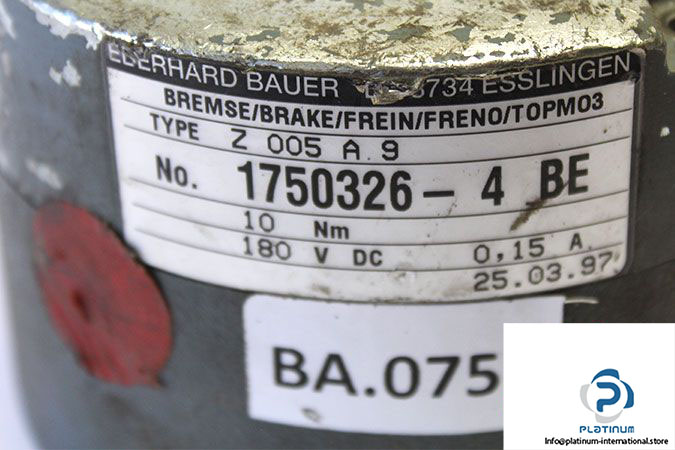 EBERHARD BAUER 3734 ESSLINGEN
BREMSE/BRAKE/FREIN/FRENO/TOPMO3
TYPE Z 005 A 9
No. 1750326-4 BE
10 Nm
180 V DC 0,15 A.
25.03.97
BA.075
PLATINUM
Info@platinum-international.store